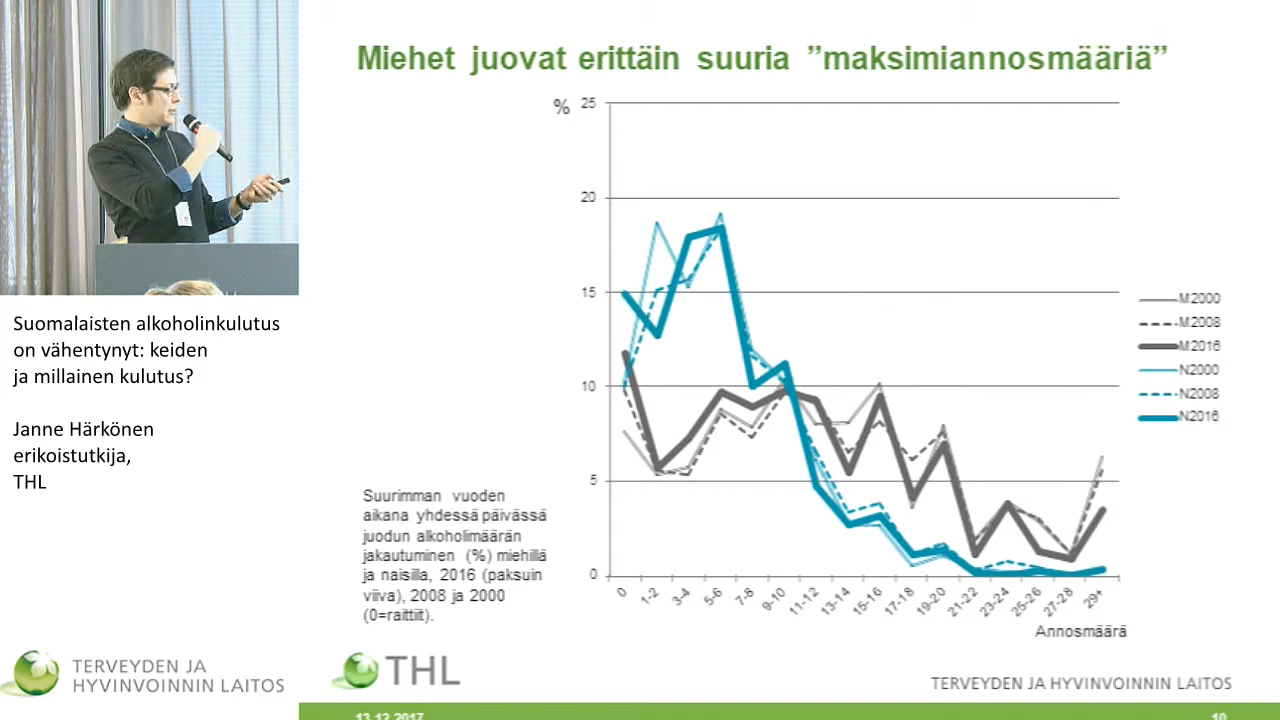 Miehet juovat erittäin suuria ”maksimiannosmääriä”
%
25
20
15
10
5
0
0
1-2
3-4
5-6
7-8
9-10
11-12
13-14
15-16
17-18
19-20
21-22
23-24
25-26
27-28
29+
Annosmäärä
M2000
M2008
M2016
N2000
N2008
N2016
Suomalaisten alkoholinkulutus
on vähentynyt: keiden
ja millainen kulutus?
Janne Härkönen
erikoistutkija,
THL
Suurimman vuoden
aikana yhdessä päivässä
juodun alkoholimäärän
jakautuminen (%) miehillä
ja naisilla, 2016 (paksuin
viiva), 2008 ja 2000
(0=raittiit).
TERVEYDEN JA
HYVINVOINNIN LAITOS
THL
TERVEYDEN JA HYVINVOINNIN LAITOS
13.12.2017
10